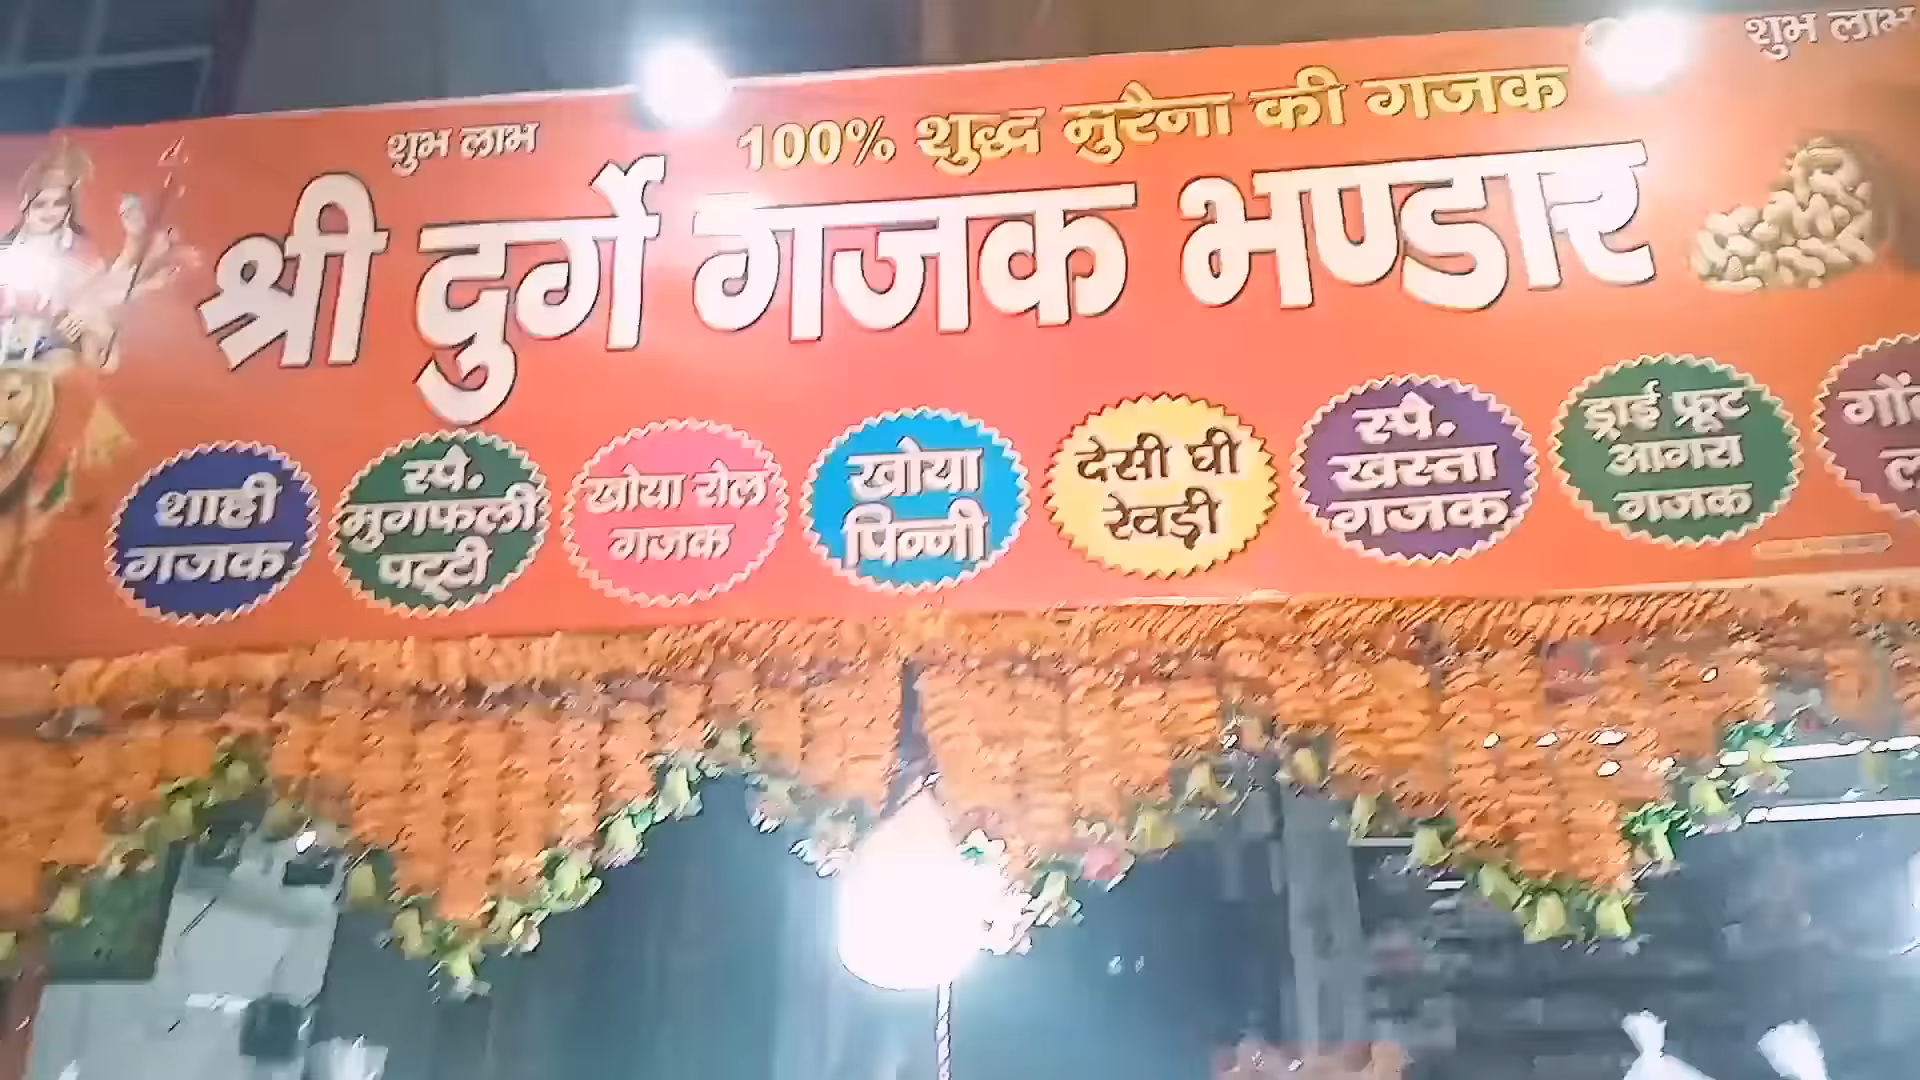 शुभ लाभ
शुभ लाभ
100% शुद्ध मुरैना की गजक
श्री दुर्गे गजक भण्डार
शाही
गजक
स्पे.
मुगफली
पट्टी
खोया रोल
गजक
खोया
पिन्नी
देसी घी
रेवड़ी
स्पे.
खस्ता
गजक
ड्राई फ्रूट
आगरा
गजक